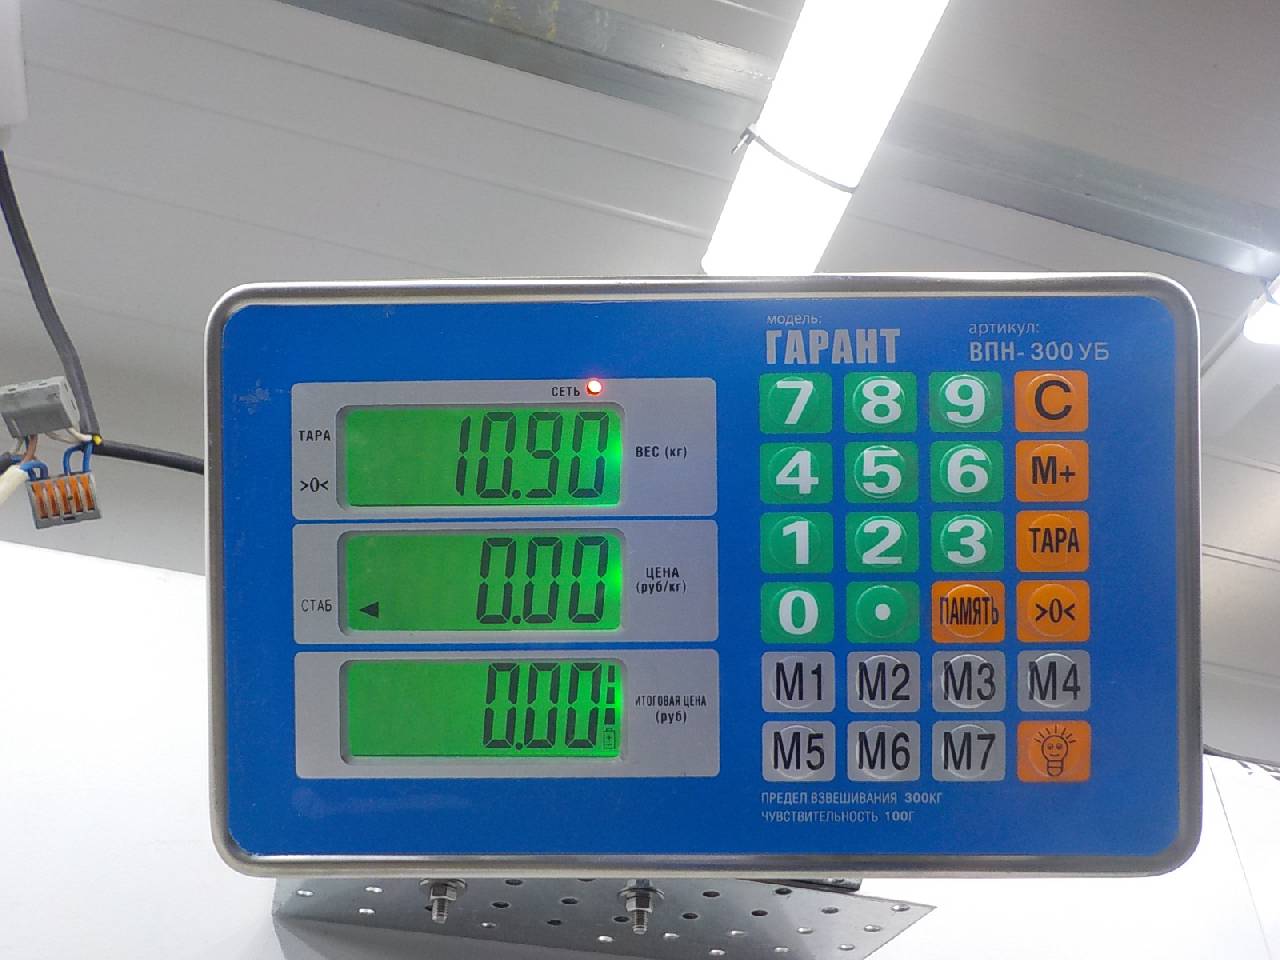 модель:
ГАРАНТ
артикул:
ВПН- 300 УБ
СЕТЬ
ТАРА
>0<
10.90
ВЕС (кг)
СТАБ
0.00
ЦЕНА
(руб/кг)
0.00
ИТОГОВАЯ ЦЕНА
(руб)
7 8 9 C
4 5 6 M+
1 2 3 ТАРА
0 . ПАМЯТЬ >0<
M1 M2 M3 M4
M5 M6 M7
ПРЕДЕЛ ВЗВЕШИВАНИЯ 300КГ
ЧУВСТВИТЕЛЬНОСТЬ 100Г